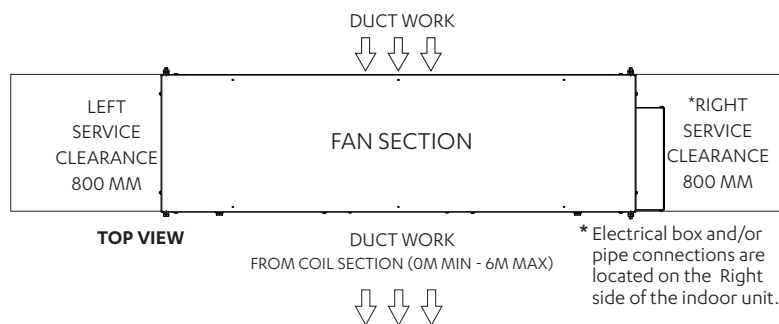 DUCT WORK
LEFT
SERVICE
CLEARANCE
800 MM
FAN SECTION
*RIGHT
SERVICE
CLEARANCE
800 MM
TOP VIEW
DUCT WORK
FROM COIL SECTION (0M MIN - 6M MAX)
* Electrical box and/or
pipe connections are
located on the Right
side of the indoor unit.